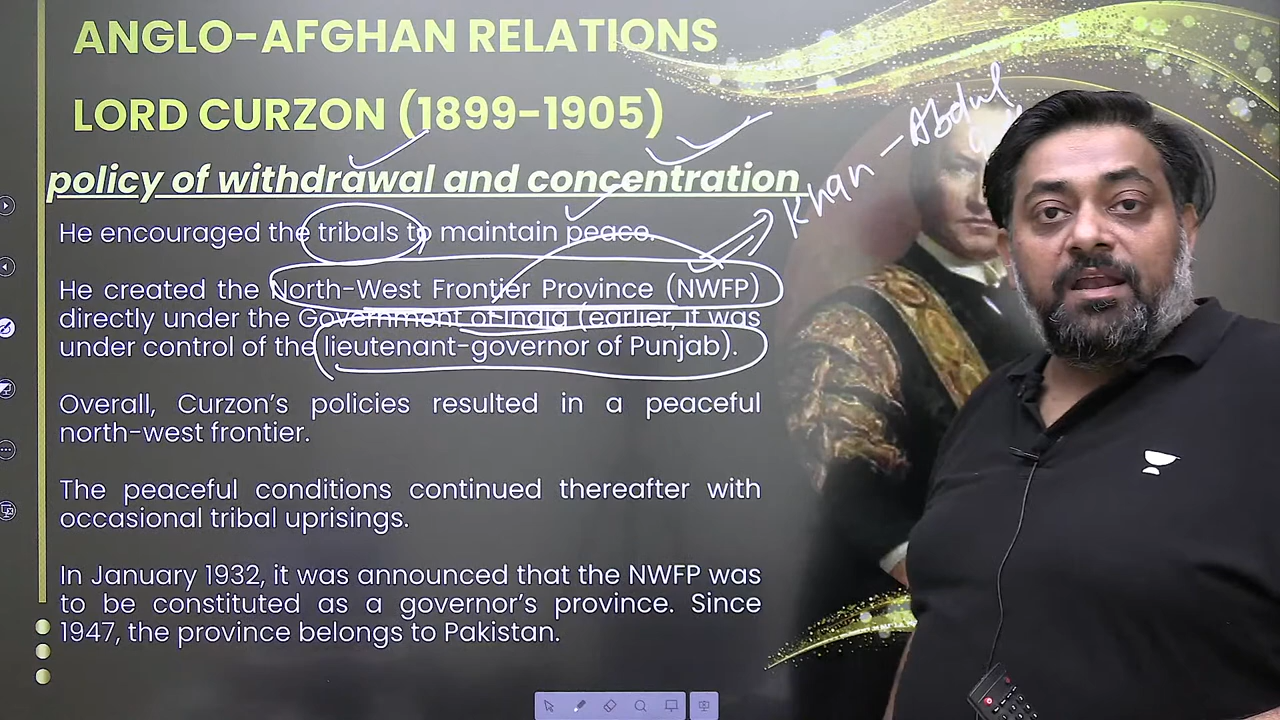 ANGLO-AFGHAN RELATIONS
LORD CURZON (1899-1905)
policy of withdrawal and concentration
He encouraged the tribals to maintain peace.
He created the North-West Frontier Province (NWFP)
directly under the Government of India (earlier, it was
under control of the lieutenant-governor of Punjab).
Overall, Curzon's policies resulted in a peaceful
north-west frontier.
The peaceful conditions continued thereafter with
occasional tribal uprisings.
In January 1932, it was announced that the NWFP was
to be constituted as a governor's province. Since
1947, the province belongs to Pakistan.
Khan - Abdul